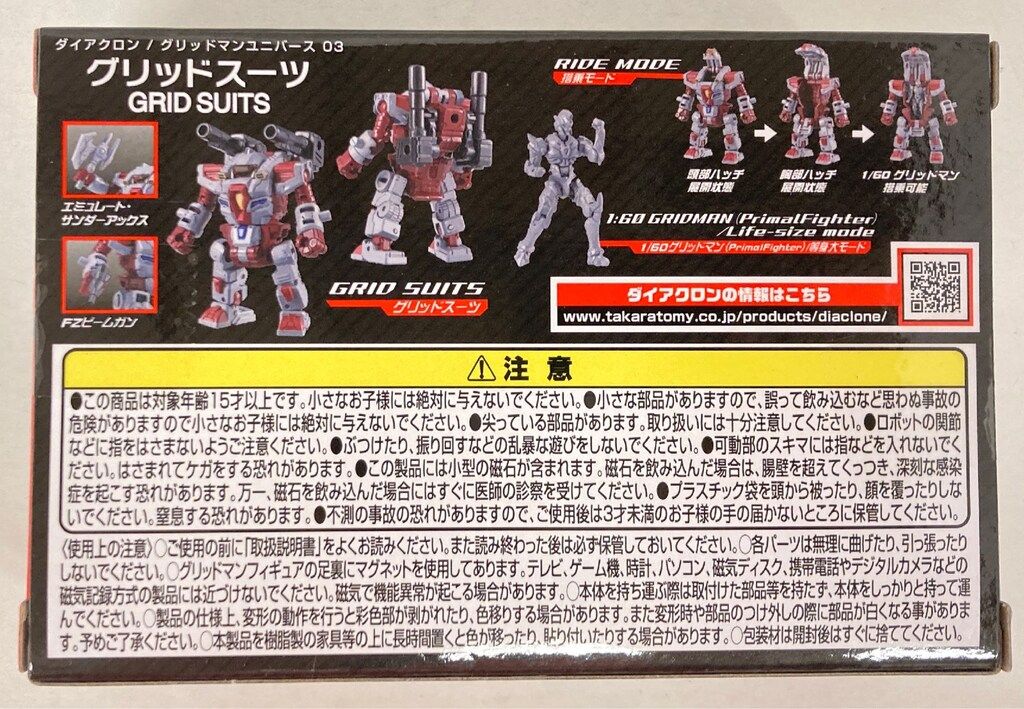 ダイアクロン / グリッドマンユニバース 03
グリッドスーツ
GRID SUITS
エミュレート・
サンダーアックス
FZビームガン
GRID SUITS
グリッドスーツ
RIDE MODE
搭乗モード
頭部ハッチ
展開状態
胸部ハッチ
展開状態
1/60 グリッドマン
搭乗可能
1:60 GRIDMAN (PrimalFighter)
/Life-size mode
1/60グリッドマン(PrimalFighter)/等身大モード
ダイアクロンの情報はこちら
www.takaratomy.co.jp/products/diaclone/
⚠注 意
●この商品は対象年齢15才以上です。小さなお子様には絶対に与えないでください。●小さな部品がありますので、誤って飲み込むなど思わぬ事故の
危険がありますので小さなお子様には絶対に与えないでください。●尖っている部品があります。取り扱いには十分注意してください。●ロボットの関節
などに指をはさまないようご注意ください。●ぶつけたり、振り回すなどの乱暴な遊びをしないでください。●可動部のスキマには指などを入れないでく
ださい。はさまれてケガをする恐れがあります。●この製品には小型の磁石が含まれます。磁石を飲み込んだ場合は、腸壁を超えてくっつき、深刻な感染
症を起こす恐れがあります。万一、磁石を飲み込んだ場合にはすぐに医師の診察を受けてください。●プラスチック袋を頭から被ったり、顔を覆ったりしな
いでください。窒息する恐れがあります。●不測の事故の恐れがありますので、ご使用後は3才未満のお子様の手の届かないところに保管してください。
〈使用上の注意〉○ご使用の前に「取扱説明書」をよくお読みください。また読み終わった後は必ず保管しておいてください。○各パーツは無理に曲げたり、引っ張ったり
しないでください。○グリッドマンフィギュアの足裏にマグネットを使用してあります。テレビ、ゲーム機、時計、パソコン、磁気ディスク、携帯電話やデジタルカメラなどの
磁気記録方式の製品には近づけないでください。磁気で機能異常が起こる場合があります。○本体を持ち運ぶ際は取付けた部品等を持たず、本体をしっかりと持って運
んでください。○製品の仕様上、変形の動作を行うと彩色部が剥がれたり、色移りする場合があります。また変形時や部品のつけ外しの際に部品が白くなる事がありま
す。予めご了承ください。○本製品を樹脂製の家具等の上に長時間置くと色が移ったり、貼り付いたりする場合があります。○包装材は開封後はすぐに捨ててください。